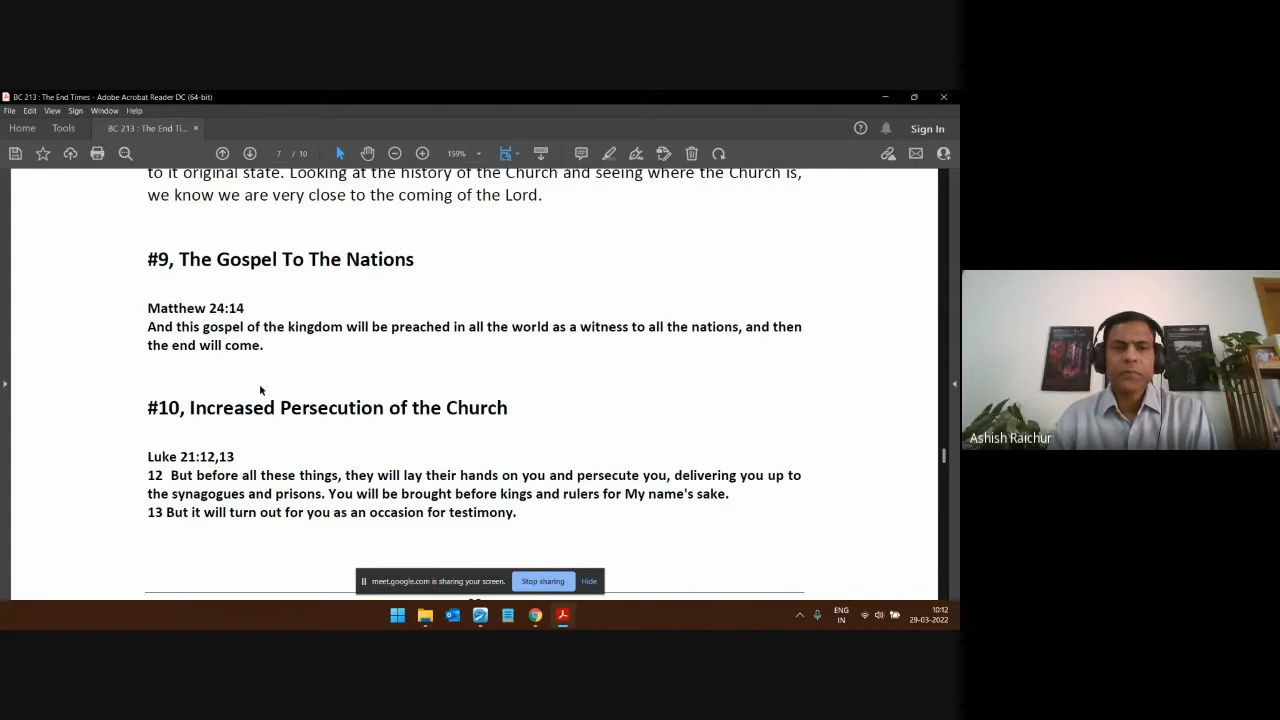 BC 213 : The End Times - Adobe Acrobat Reader DC (64-bit)
File Edit View Sign Window Help
Home Tools BC 213 : The End Ti... × Sign In
7 / 10 159%
to it original state. Looking at the history of the Church and seeing where the Church is,
we know we are very close to the coming of the Lord.
#9, The Gospel To The Nations
Matthew 24:14
And this gospel of the kingdom will be preached in all the world as a witness to all the nations, and then
the end will come.
#10, Increased Persecution of the Church
Luke 21:12,13
12 But before all these things, they will lay their hands on you and persecute you, delivering you up to
the synagogues and prisons. You will be brought before kings and rulers for My name's sake.
13 But it will turn out for you as an occasion for testimony.
meet.google.com is sharing your screen. Stop sharing Hide
ENG
IN
10:12
29-03-2022
Ashish Raichur